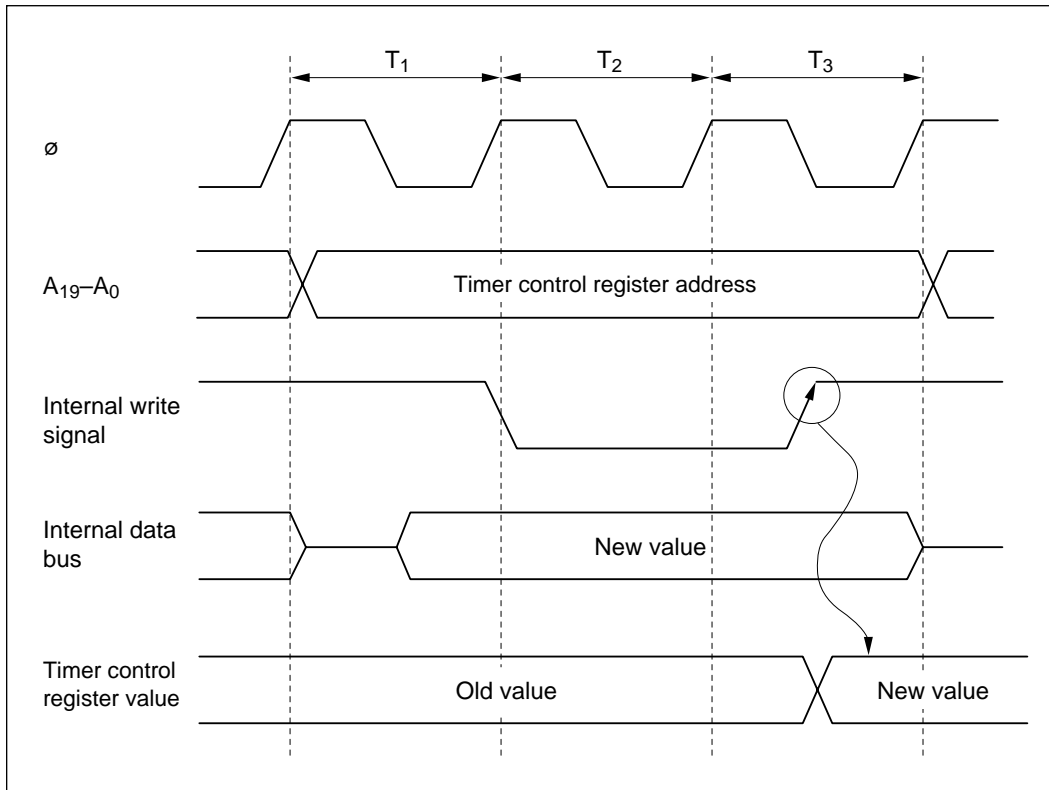 T₁ T₂ T₃
ø
A₁₉–A₀
Timer control register address
Internal write
signal
Internal data
bus
New value
Timer control
register value
Old value
New value